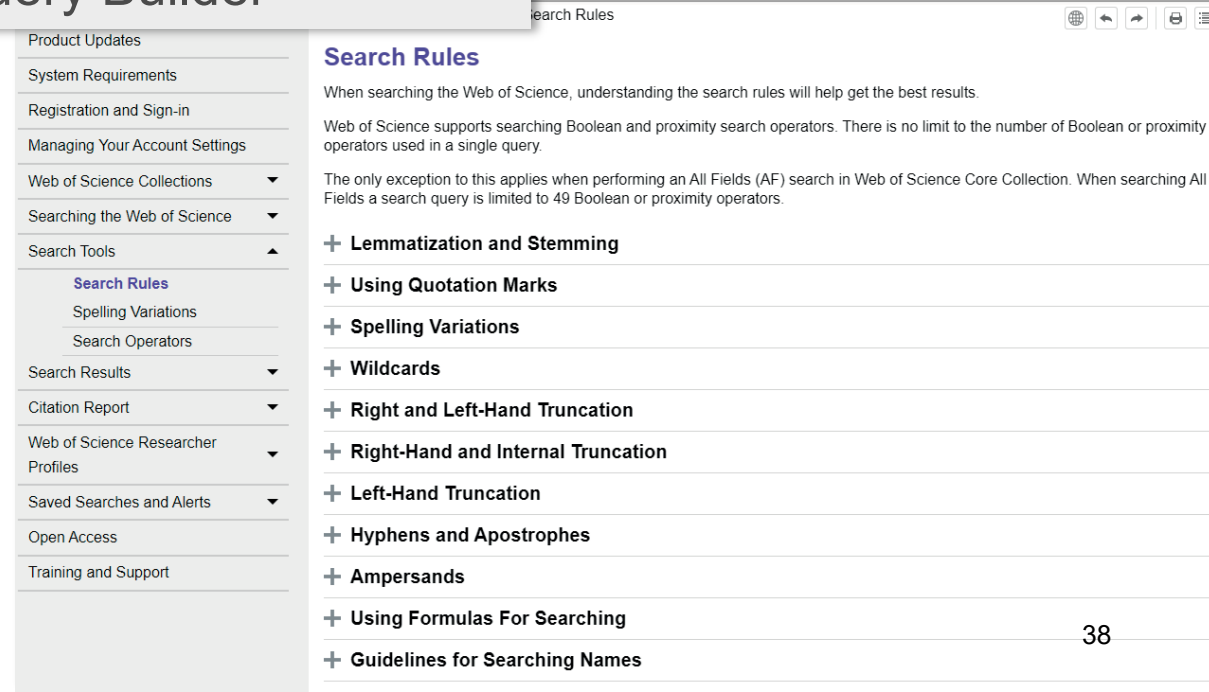 Builder
Search Rules
Product Updates
System Requirements
Registration and Sign-in
Managing Your Account Settings
Web of Science Collections
Searching the Web of Science
Search Tools
Search Rules
Spelling Variations
Search Operators
Search Results
Citation Report
Web of Science Researcher
Profiles
Saved Searches and Alerts
Open Access
Training and Support
Search Rules
When searching the Web of Science, understanding the search rules will help get the best results.
Web of Science supports searching Boolean and proximity search operators. There is no limit to the number of Boolean or proximity
operators used in a single query.
The only exception to this applies when performing an All Fields (AF) search in Web of Science Core Collection. When searching All
Fields a search query is limited to 49 Boolean or proximity operators.
Lemmatization and Stemming
Using Quotation Marks
Spelling Variations
Wildcards
Right and Left-Hand Truncation
Right-Hand and Internal Truncation
Left-Hand Truncation
Hyphens and Apostrophes
Ampersands
Using Formulas For Searching
Guidelines for Searching Names
38